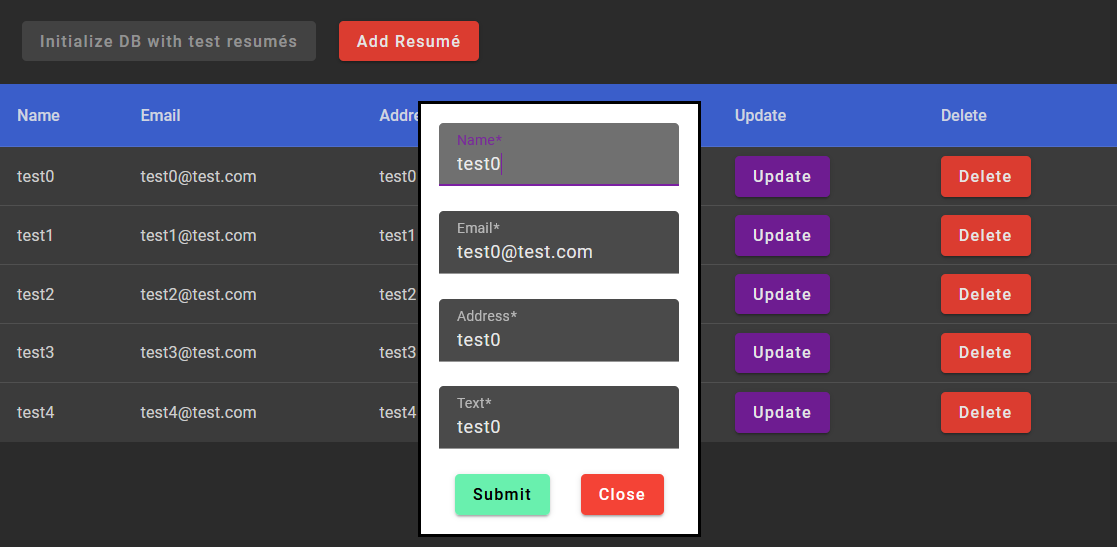 Initialize DB with test resumés Add Resumé
Name Email Addre Update Delete
test0 test0@test.com test0 Update Delete
test1 test1@test.com test1 Update Delete
test2 test2@test.com test2 Update Delete
test3 test3@test.com test3 Update Delete
test4 test4@test.com test4 Update Delete
Name*
test0
Email*
test0@test.com
Address*
test0
Text*
test0
Submit Close